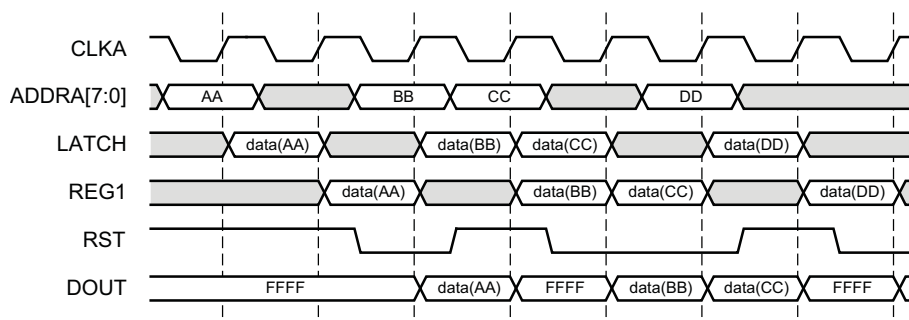 CLKA
ADDRA[7:0] AA BB CC DD
LATCH data(AA) data(BB) data(CC) data(DD)
REG1 data(AA) data(BB) data(CC) data(DD)
RST
DOUT FFFF data(AA) FFFF data(BB) data(CC) FFFF